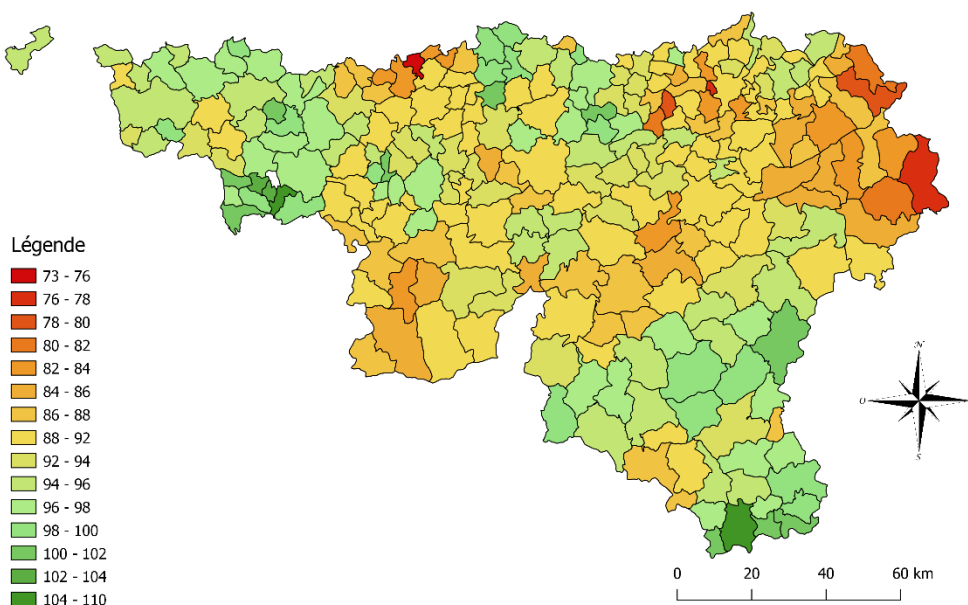 Légende
73 - 76
76 - 78
78 - 80
80 - 82
82 - 84
84 - 86
86 - 88
88 - 92
92 - 94
94 - 96
96 - 98
98 - 100
100 - 102
102 - 104
104 - 110
N
O
S
0 20 40 60 km